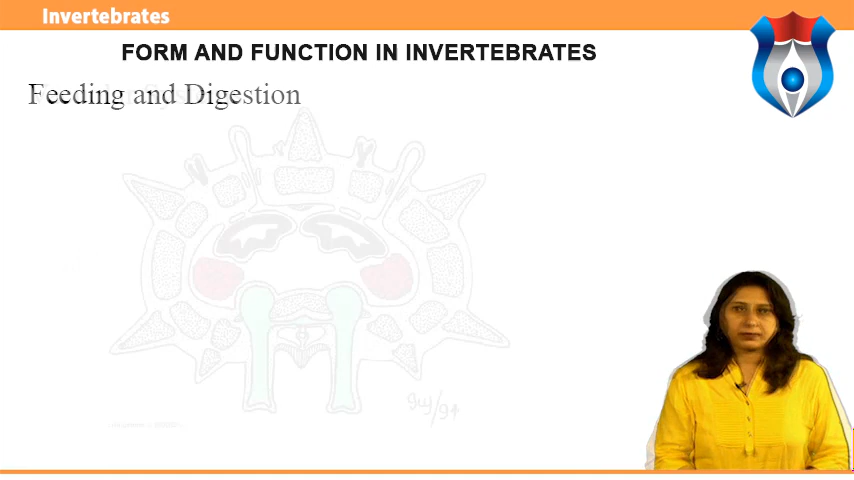 Invertebrates
FORM AND FUNCTION IN INVERTEBRATES
Feeding and Digestion